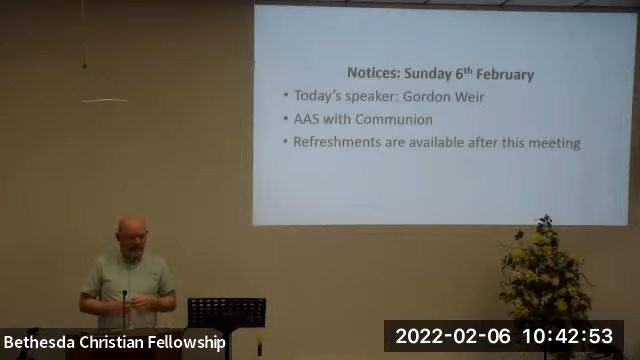 Notices: Sunday 6th February
• Today's speaker: Gordon Weir
• AAS with Communion
• Refreshments are available after this meeting
Bethesda Christian Fellowship
2022-02-06 10:42:53